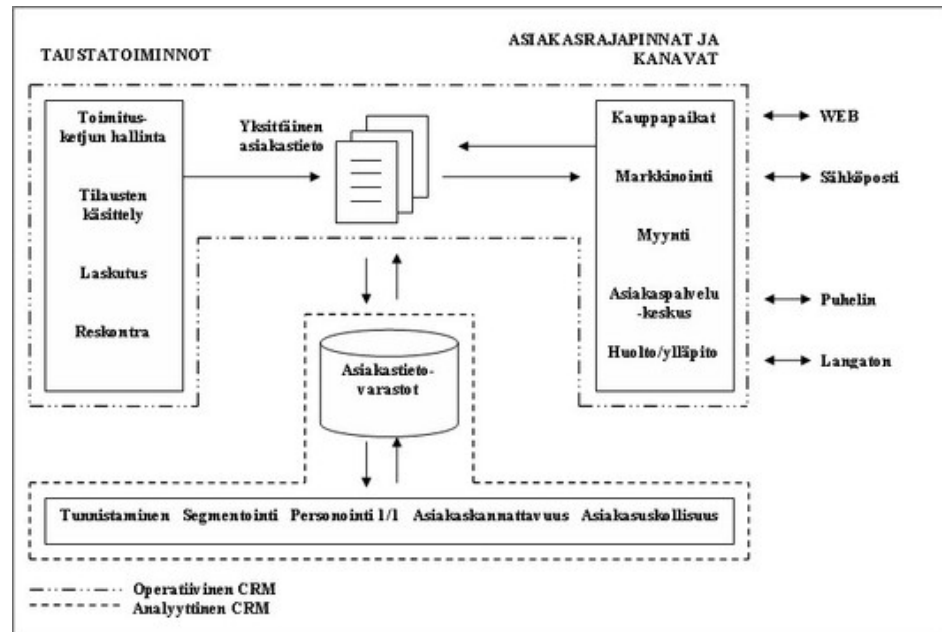 TAUSTATOIMINNOT
ASIAKASRAJAPINNAT JA
KANAVAT
Toimitus-
ketjun hallinta
Tilausten
käsittely
Laskutus
Reskontra
Yksittäinen
asiakastieto
Kauppapaikat
Markkinointi
Myynti
Asiakaspalvelu
-keskus
Huolto/ylläpito
WEB
Sähköposti
Puhelin
Langaton
Asiakastieto-
varastot
Tunnistaminen Segmentointi Personointi 1/1 Asiakaskannattavuus Asiakasuskollisuus
Operatiivinen CRM
Analyyttinen CRM